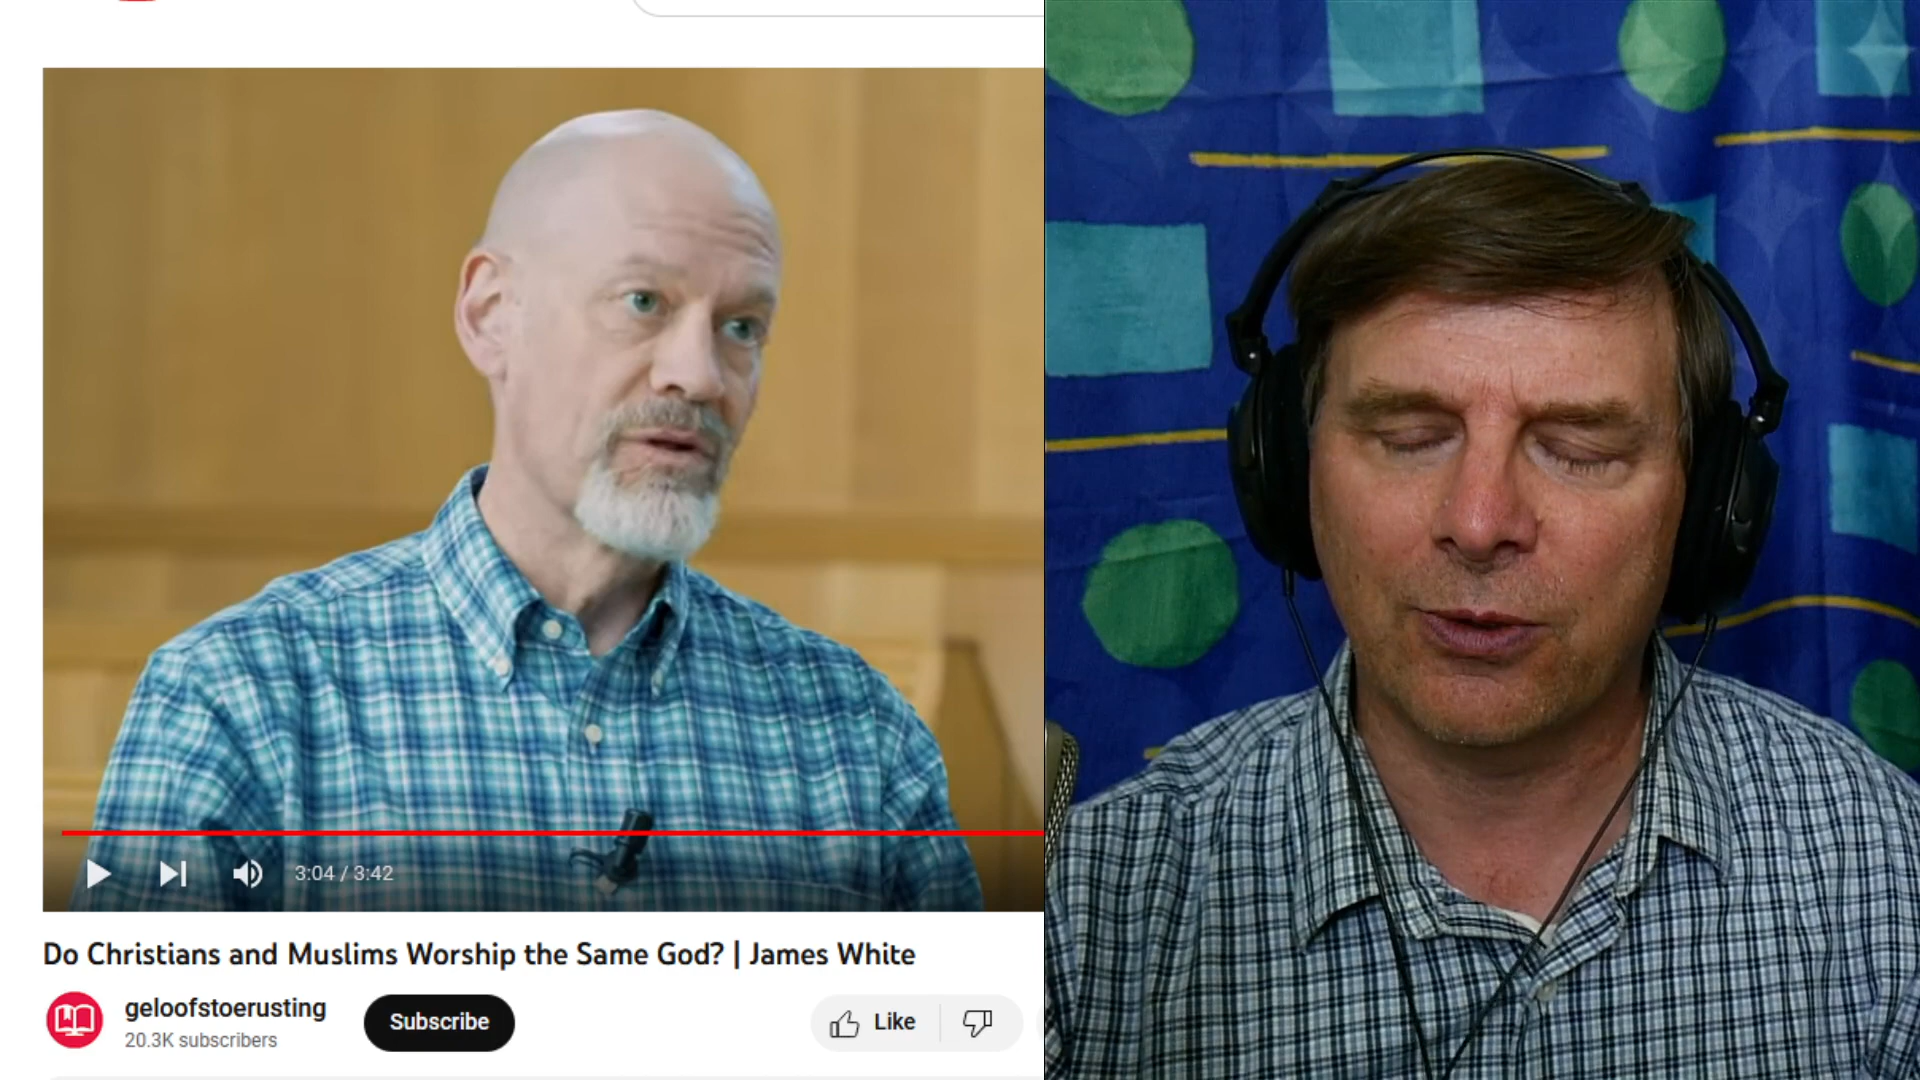 3:04 / 3:42
Do Christians and Muslims Worship the Same God? | James White
geloofstoerusting
20.3K subscribers
Subscribe
Like